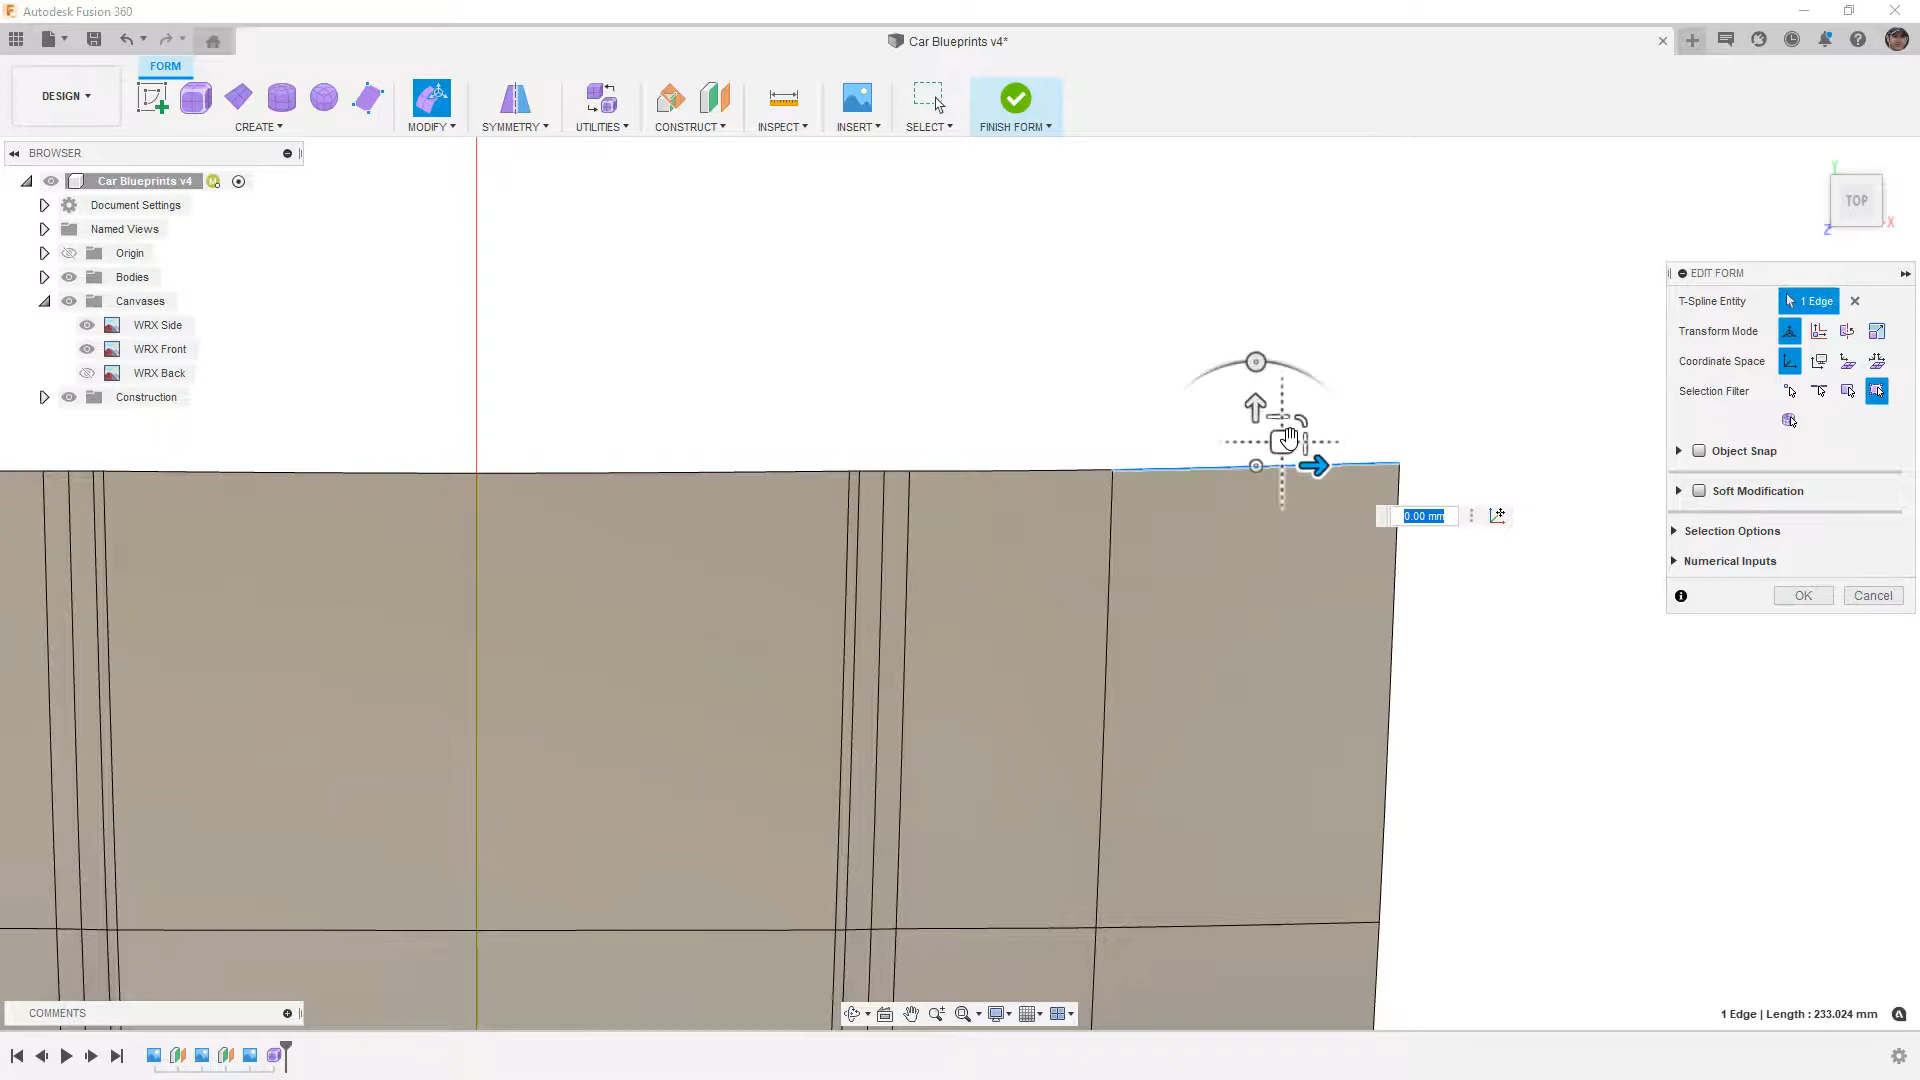 Autodesk Fusion 360
Car Blueprints v4*
FORM
DESIGN
CREATE
MODIFY
SYMMETRY
UTILITIES
CONSTRUCT
INSPECT
INSERT
SELECT
FINISH FORM
BROWSER
Car Blueprints v4
Document Settings
Named Views
Origin
Bodies
Canvases
WRX Side
WRX Front
WRX Back
Construction
Y
TOP
X
Z
EDIT FORM
T-Spline Entity 1 Edge
Transform Mode
Coordinate Space
Selection Filter
Object Snap
Soft Modification
Selection Options
Numerical Inputs
OK Cancel
0.00 mm
COMMENTS
1 Edge | Length : 233.024 mm